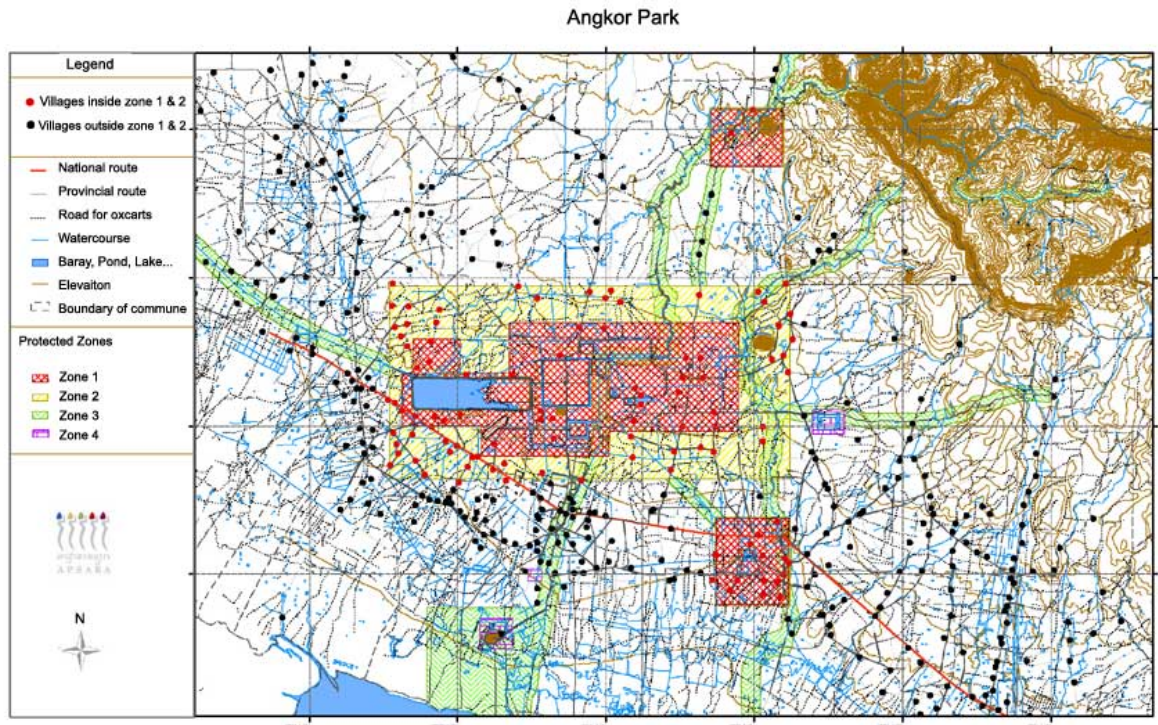 Angkor Park
Legend
Villages inside zone 1 & 2
Villages outside zone 1 & 2
National route
Provincial route
Road for oxcarts
Watercourse
Baray, Pond, Lake...
Elevaiton
Boundary of commune
Protected Zones
Zone 1
Zone 2
Zone 3
Zone 4
APSARA
N